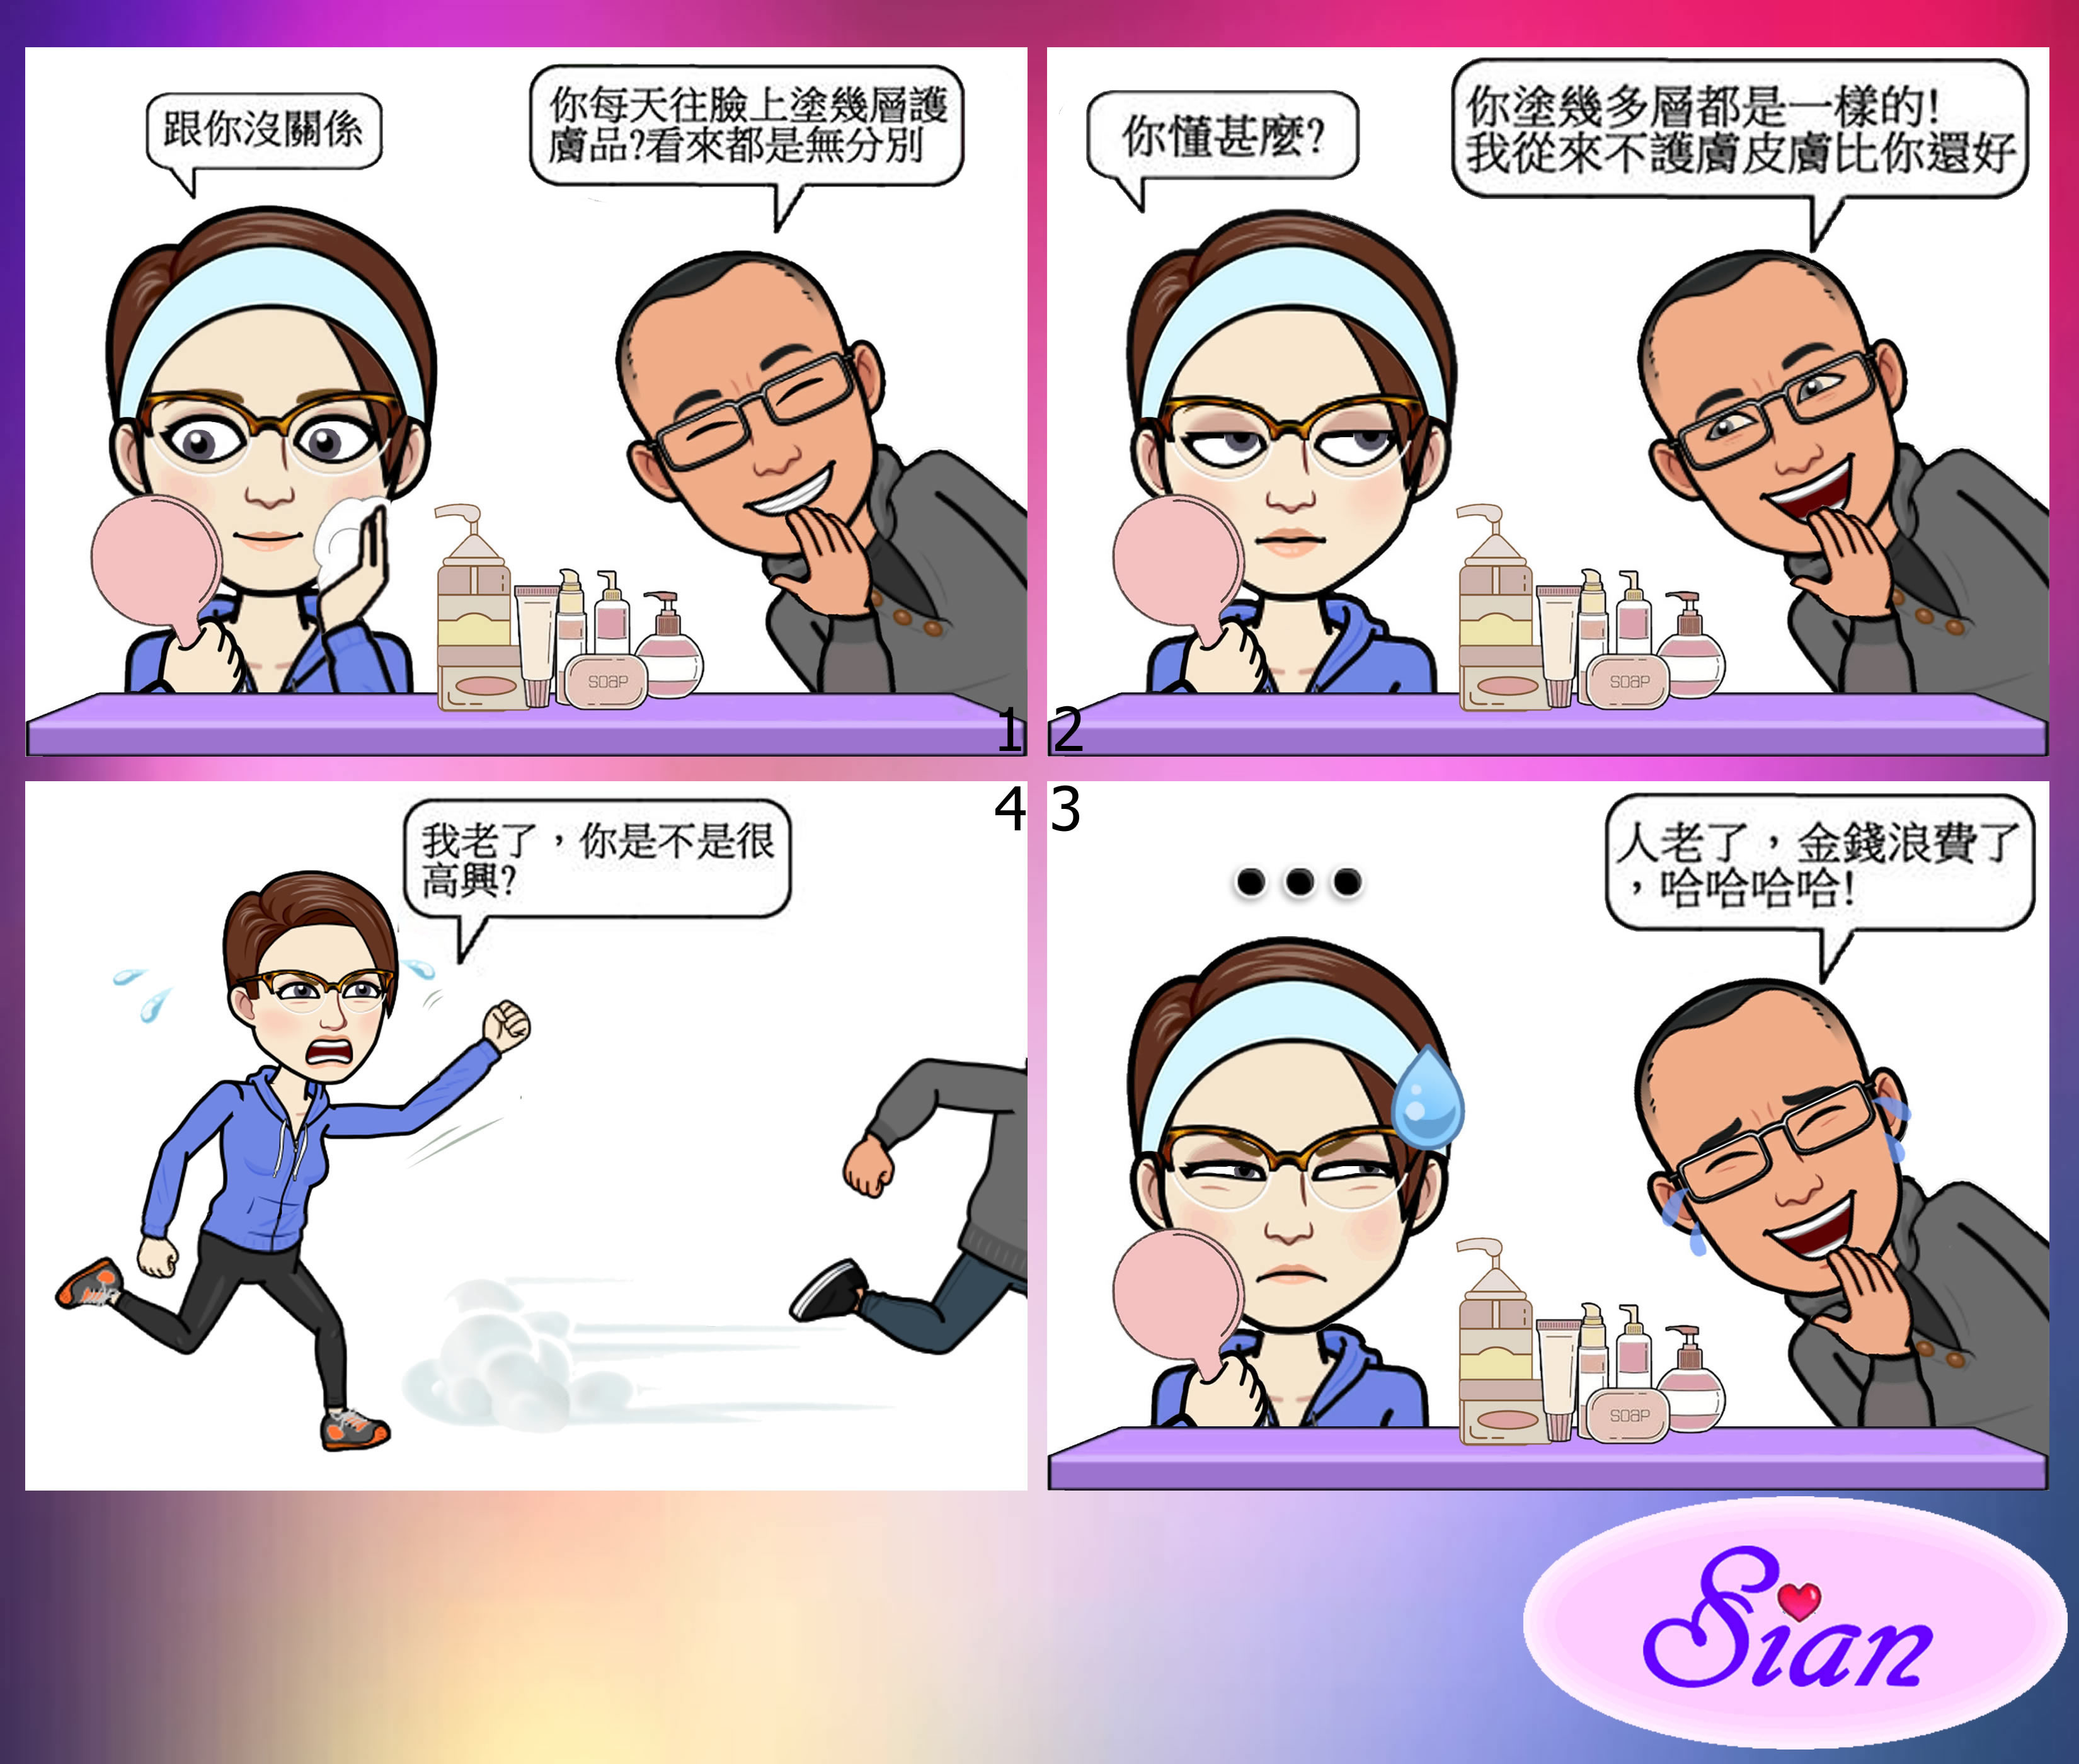 你每天往臉上塗幾層護
膚品?看來都是無分別
跟你沒關係
SOAP
1
你塗幾多層都是一樣的!
我從來不護膚皮膚比你還好
你懂甚麼?
SOAP
2
人老了，金錢浪費了
，哈哈哈哈!
●●●
SOAP
3
我老了，你是不是很
高興?
4
Sian